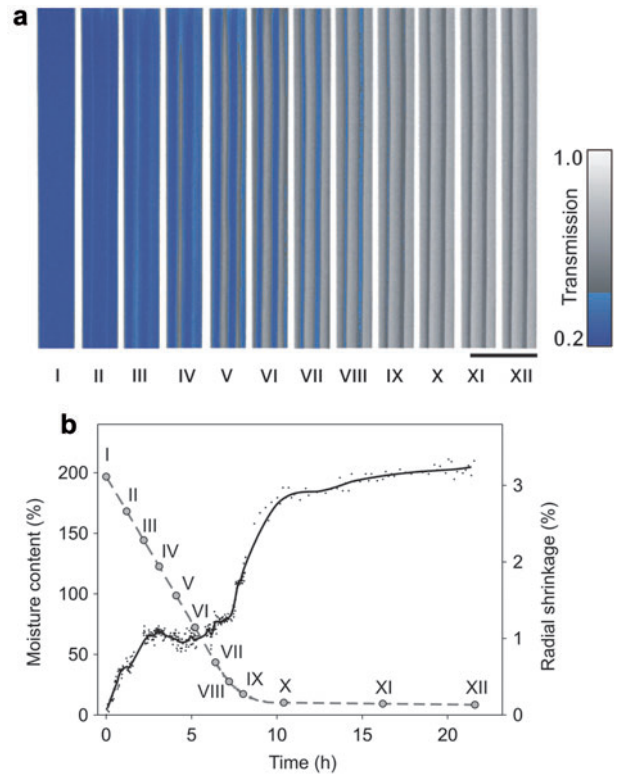 a
1.0
Transmission
0.2
I II III IV V VI VII VIII IX X XI XII
b
Moisture content (%)
200
150
100
50
0
I
II
III
IV
V
VI
VII
VIII
IX
X
XI
XII
3
2
1
0
Radial shrinkage (%)
0 5 10 15 20
Time (h)